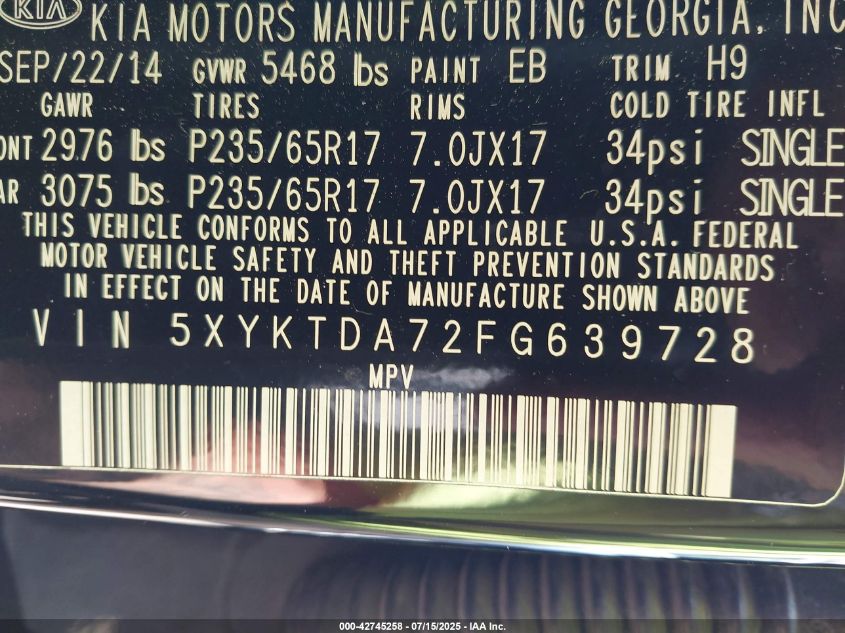 KIA
KIA MOTORS MANUFACTURING GEORGIA, INC
SEP/22/14 GVWR 5468 lbs PAINT EB TRIM H9
GAWR TIRES RIMS COLD TIRE INFL
ONT 2976 lbs P235/65R17 7.0JX17 34psi SINGLE
AR 3075 lbs P235/65R17 7.0JX17 34psi SINGLE
THIS VEHICLE CONFORMS TO ALL APPLICABLE U.S.A. FEDERAL
MOTOR VEHICLE SAFETY AND THEFT PREVENTION STANDARDS
IN EFFECT ON THE DATE OF MANUFACTURE SHOWN ABOVE
VIN 5XYKTDA72FG639728
MPV
000-42745258 - 07/15/2025 - IAA Inc.